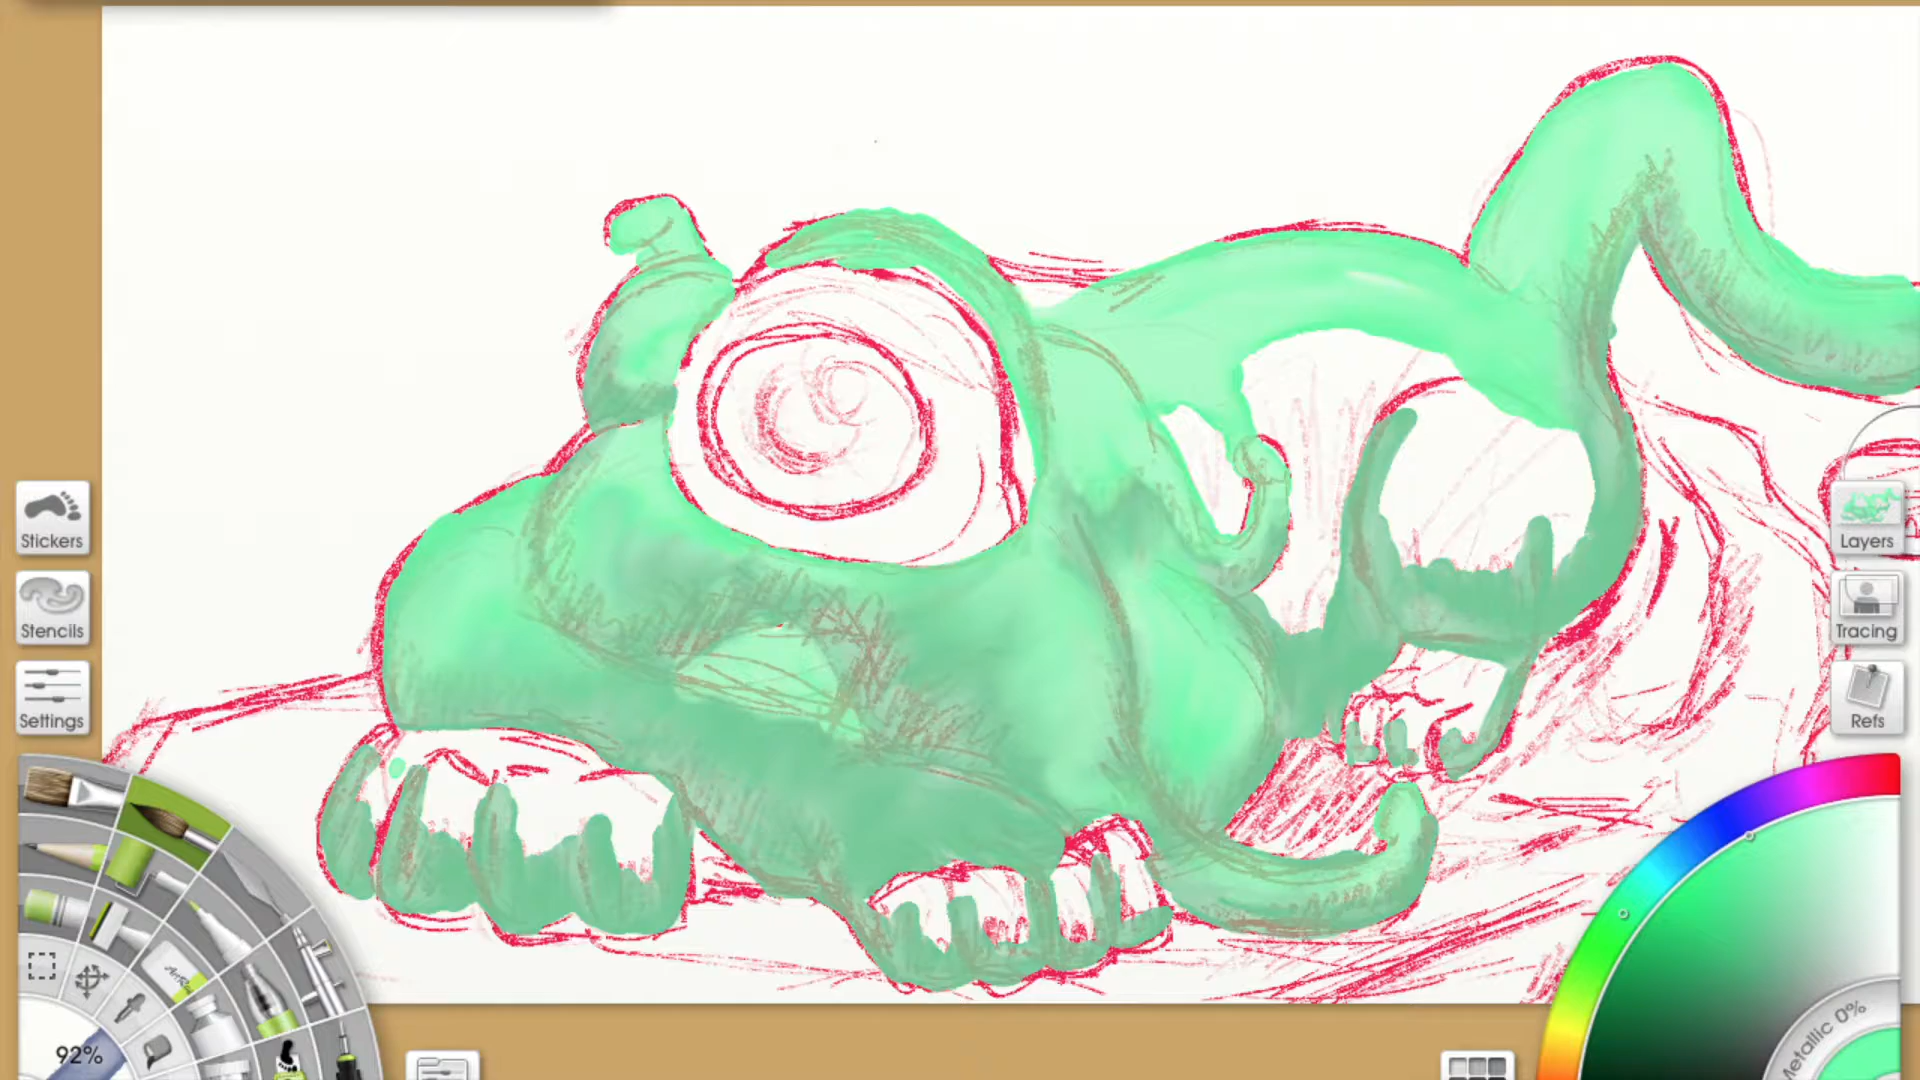 Stickers
Stencils
Settings
92%
Layers
Tracing
Refs
Metallic 0%